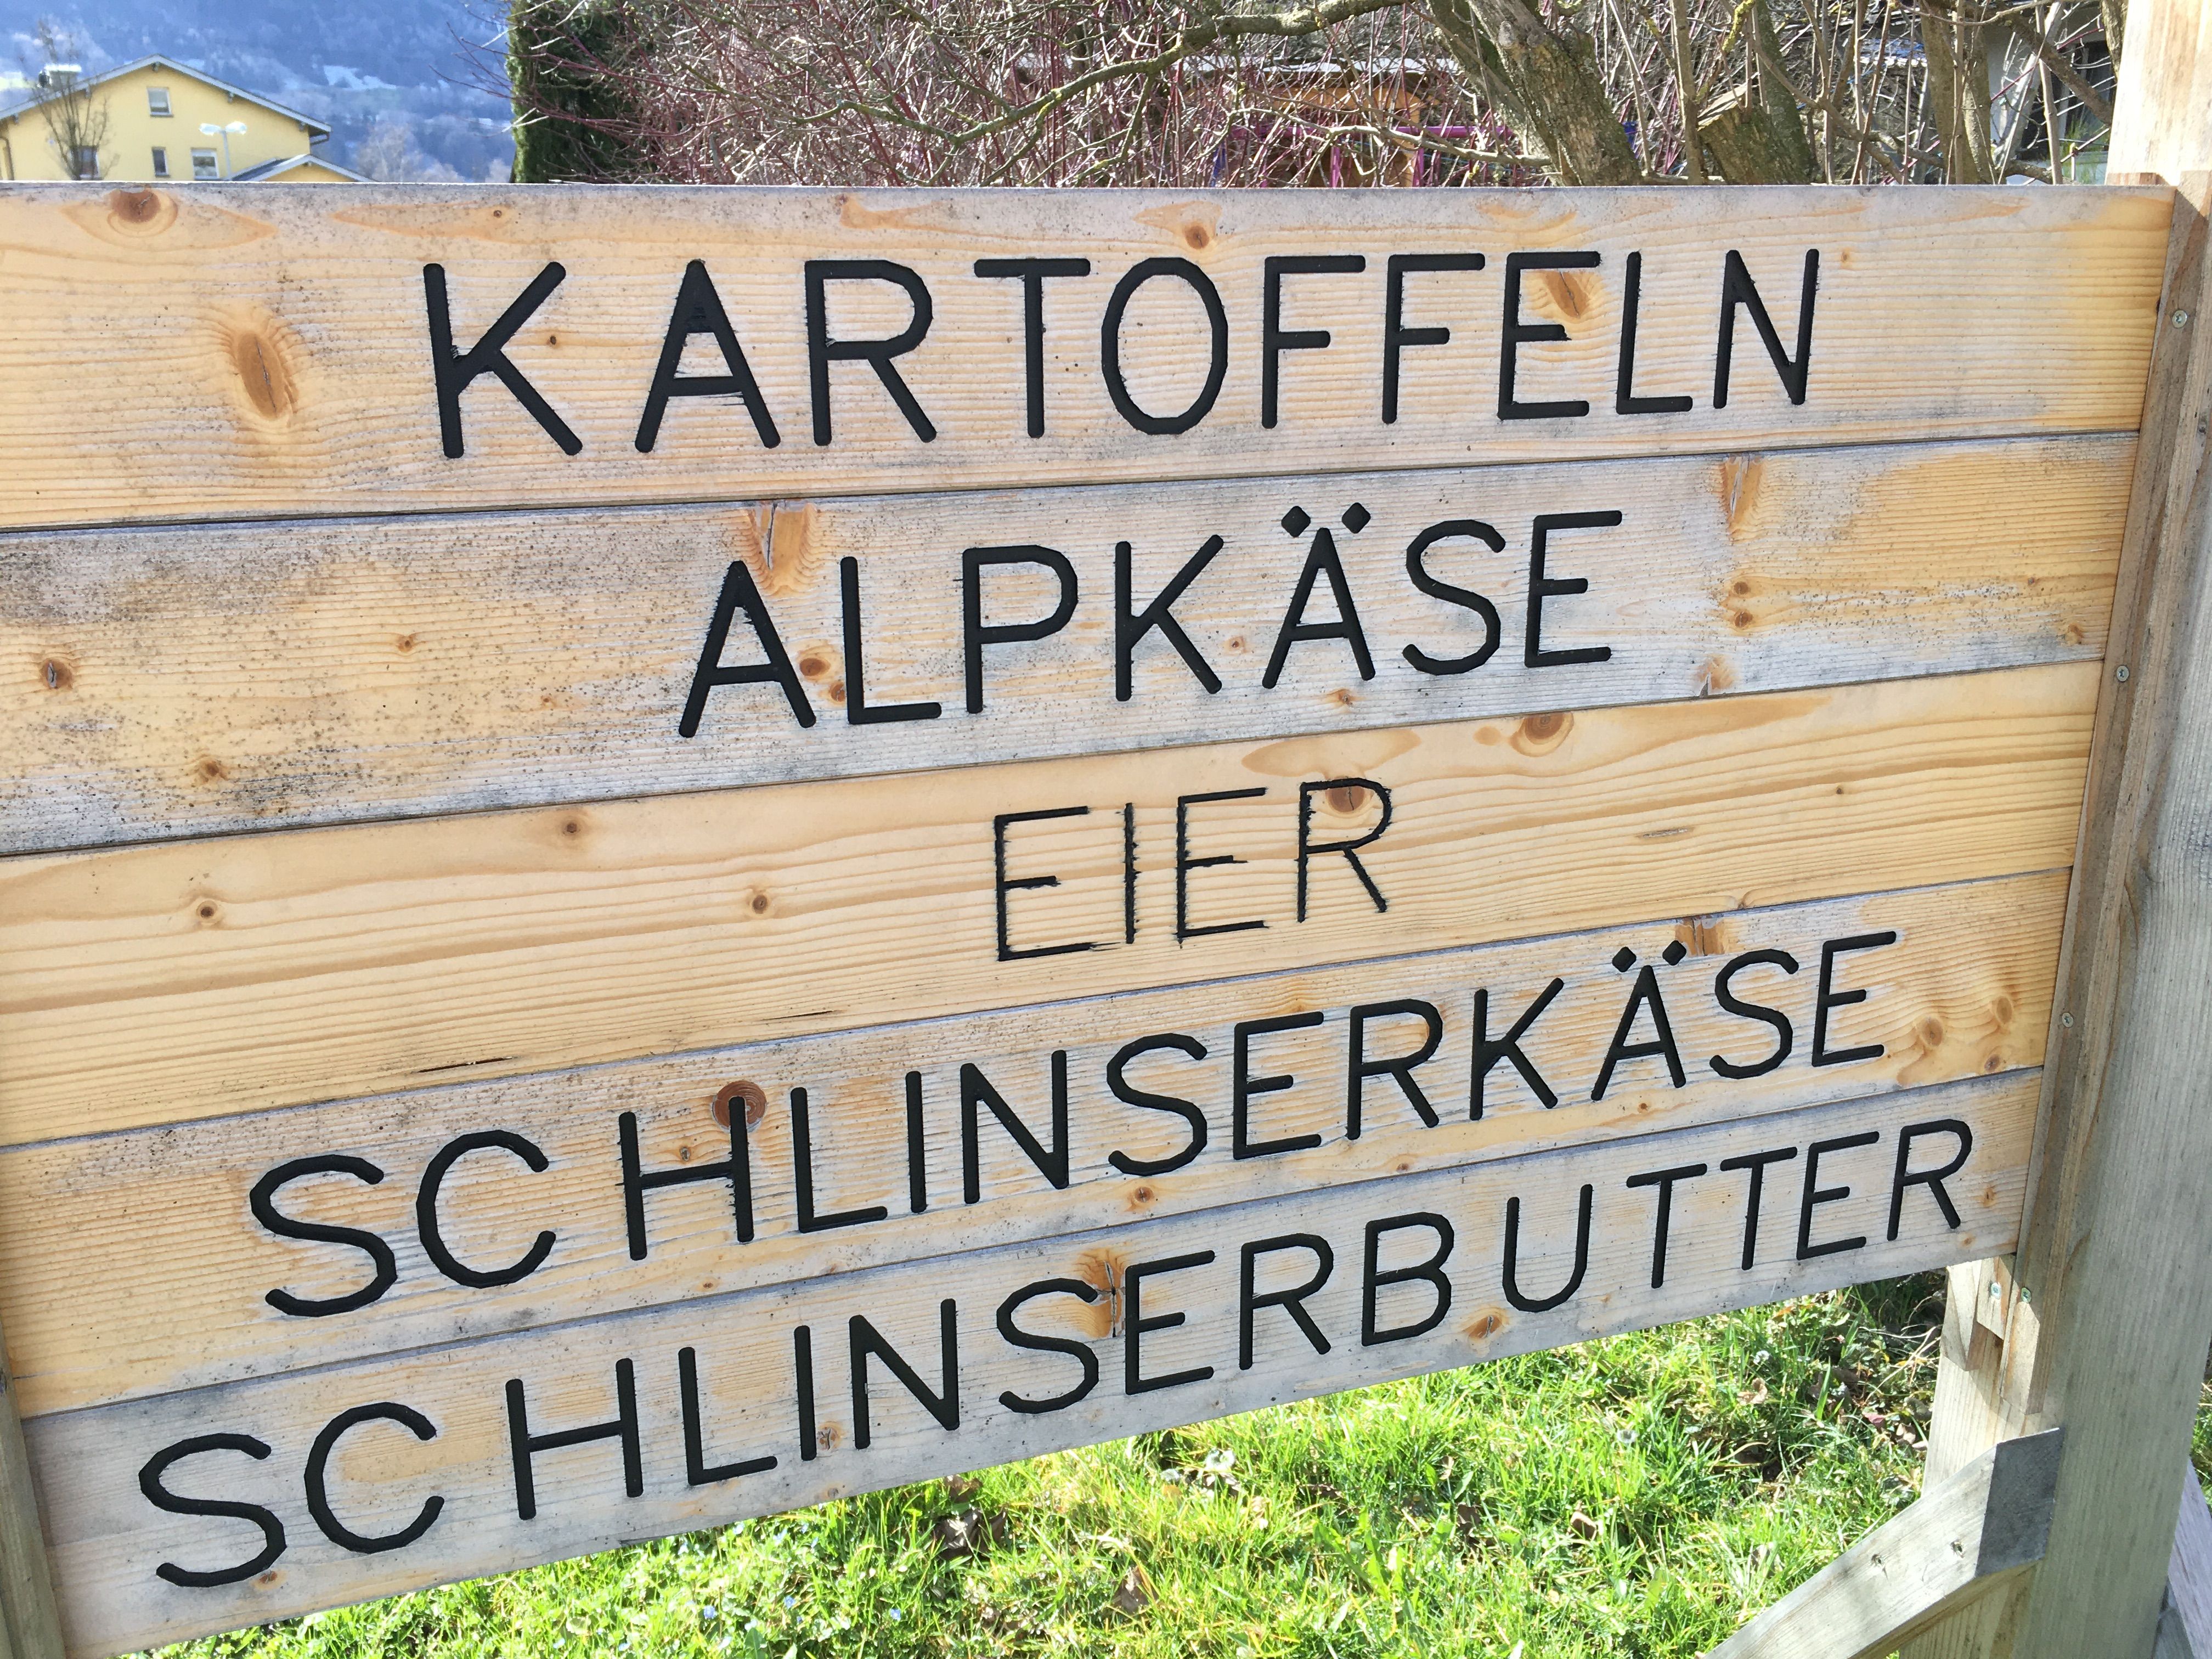 KARTOFFELN
ALPKÄSE
EIER
SCHLINSERKÄSE
SCHLINSERBUTTER